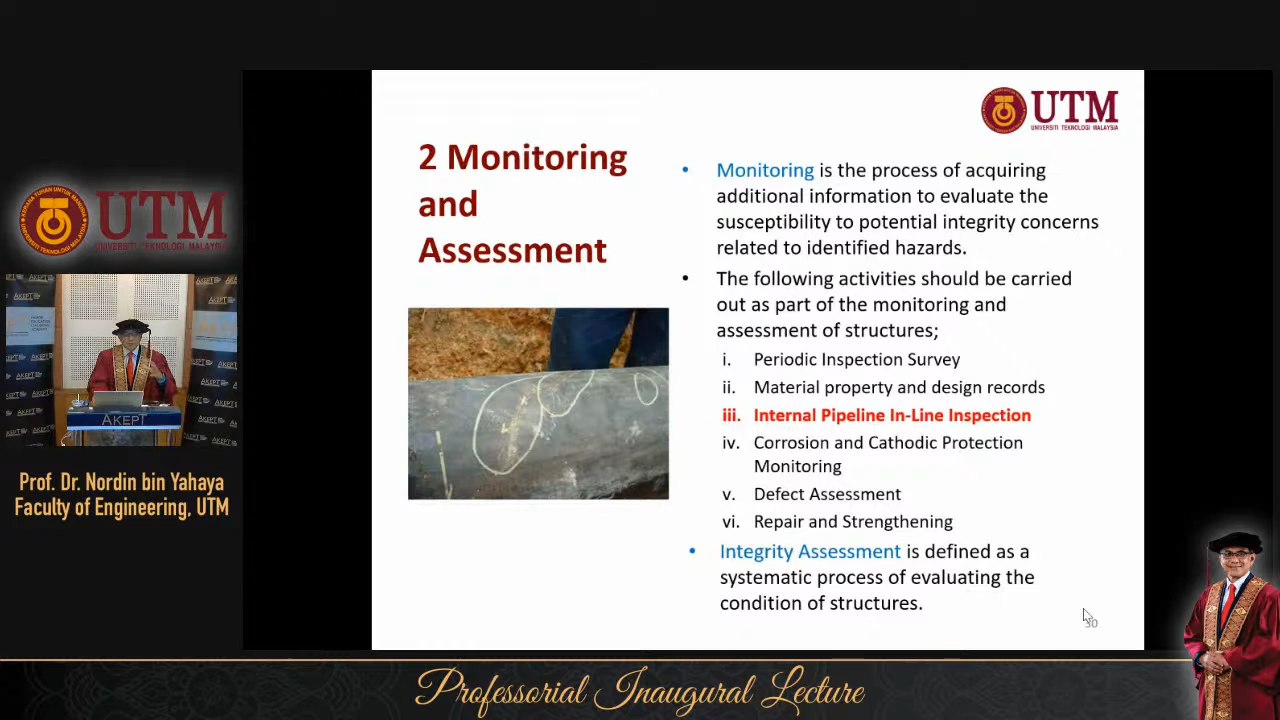 UTM
UNIVERSITI TEKNOLOGI MALAYSIA
2 Monitoring
and
Assessment
• Monitoring is the process of acquiring
additional information to evaluate the
susceptibility to potential integrity concerns
related to identified hazards.
• The following activities should be carried
out as part of the monitoring and
assessment of structures;
i. Periodic Inspection Survey
ii. Material property and design records
iii. Internal Pipeline In-Line Inspection
iv. Corrosion and Cathodic Protection
Monitoring
v. Defect Assessment
vi. Repair and Strengthening
• Integrity Assessment is defined as a
systematic process of evaluating the
condition of structures.
30
UTM
UNIVERSITI TEKNOLOGI MALAYSIA
AKEPT
Prof. Dr. Nordin bin Yahaya
Faculty of Engineering, UTM
Professorial Inaugural Lecture